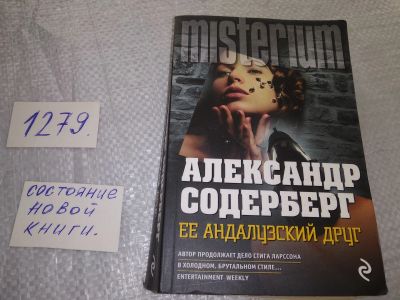 misterium
1279.
состояние
новой
книги.
АЛЕКСАНДР
СОДЕРБЕРГ
ЕЕ АНДАЛУЗСКИЙ ДРУГ
АВТОР ПРОДОЛЖАЕТ ДЕЛО СТИГА ЛАРССОНА
В ХОЛОДНОМ, БРУТАЛЬНОМ СТИЛЕ...
ENTERTAINMENT WEEKLY